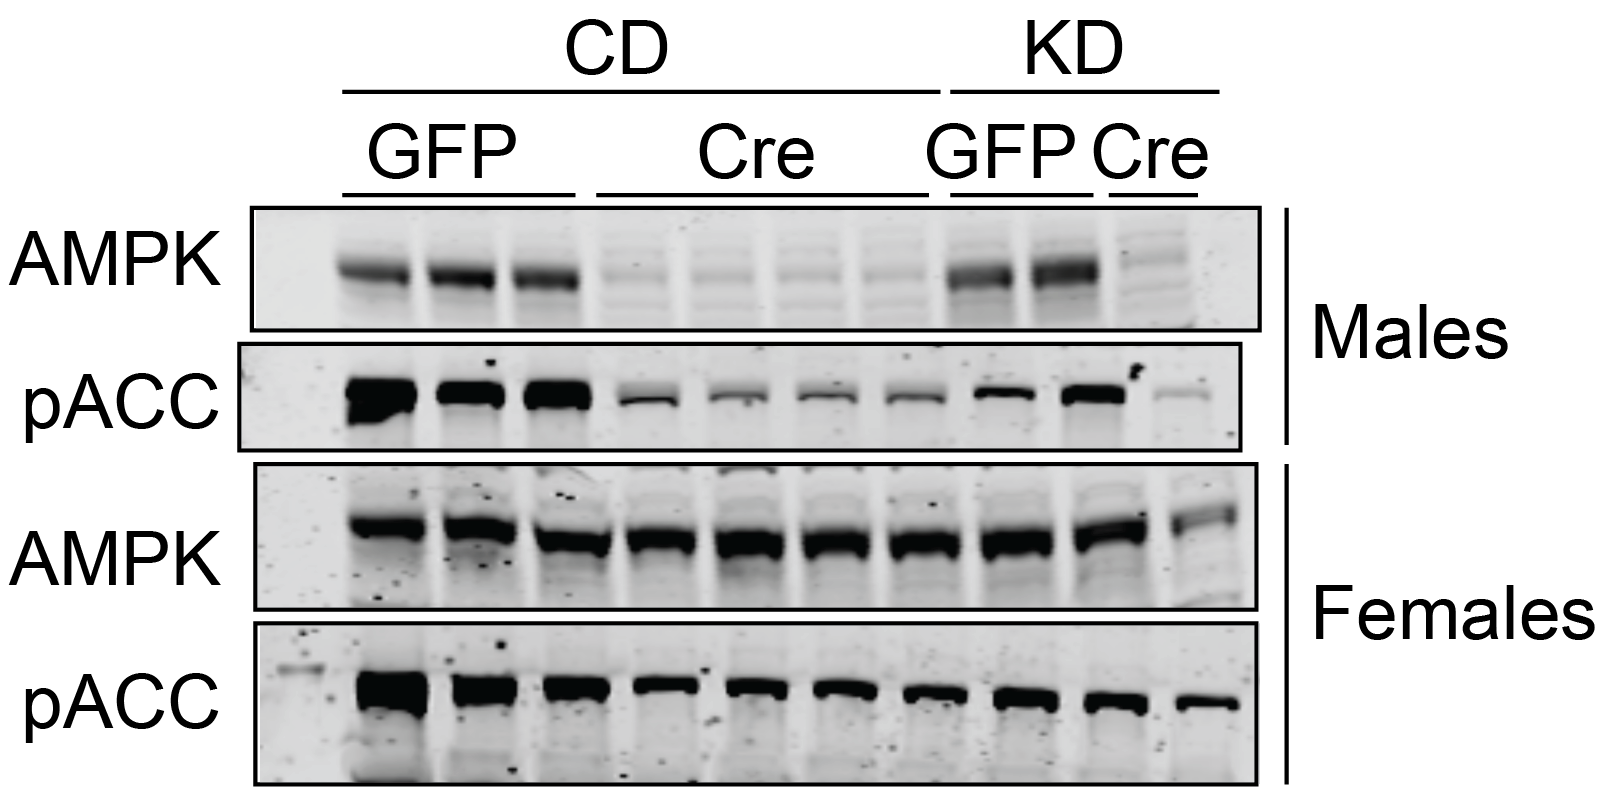 CD KD
GFP Cre GFP Cre
AMPK
pACC
Males
AMPK
pACC
Females